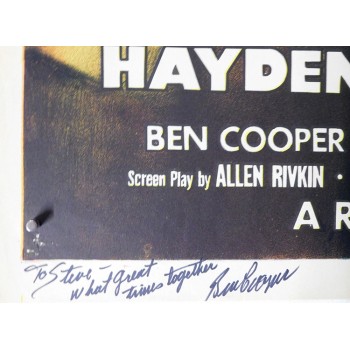 HAYDEN
BEN COOPER
Screen Play by ALLEN RIVKIN ·
A R
To Steve-
what great
times together
Ben Cooper